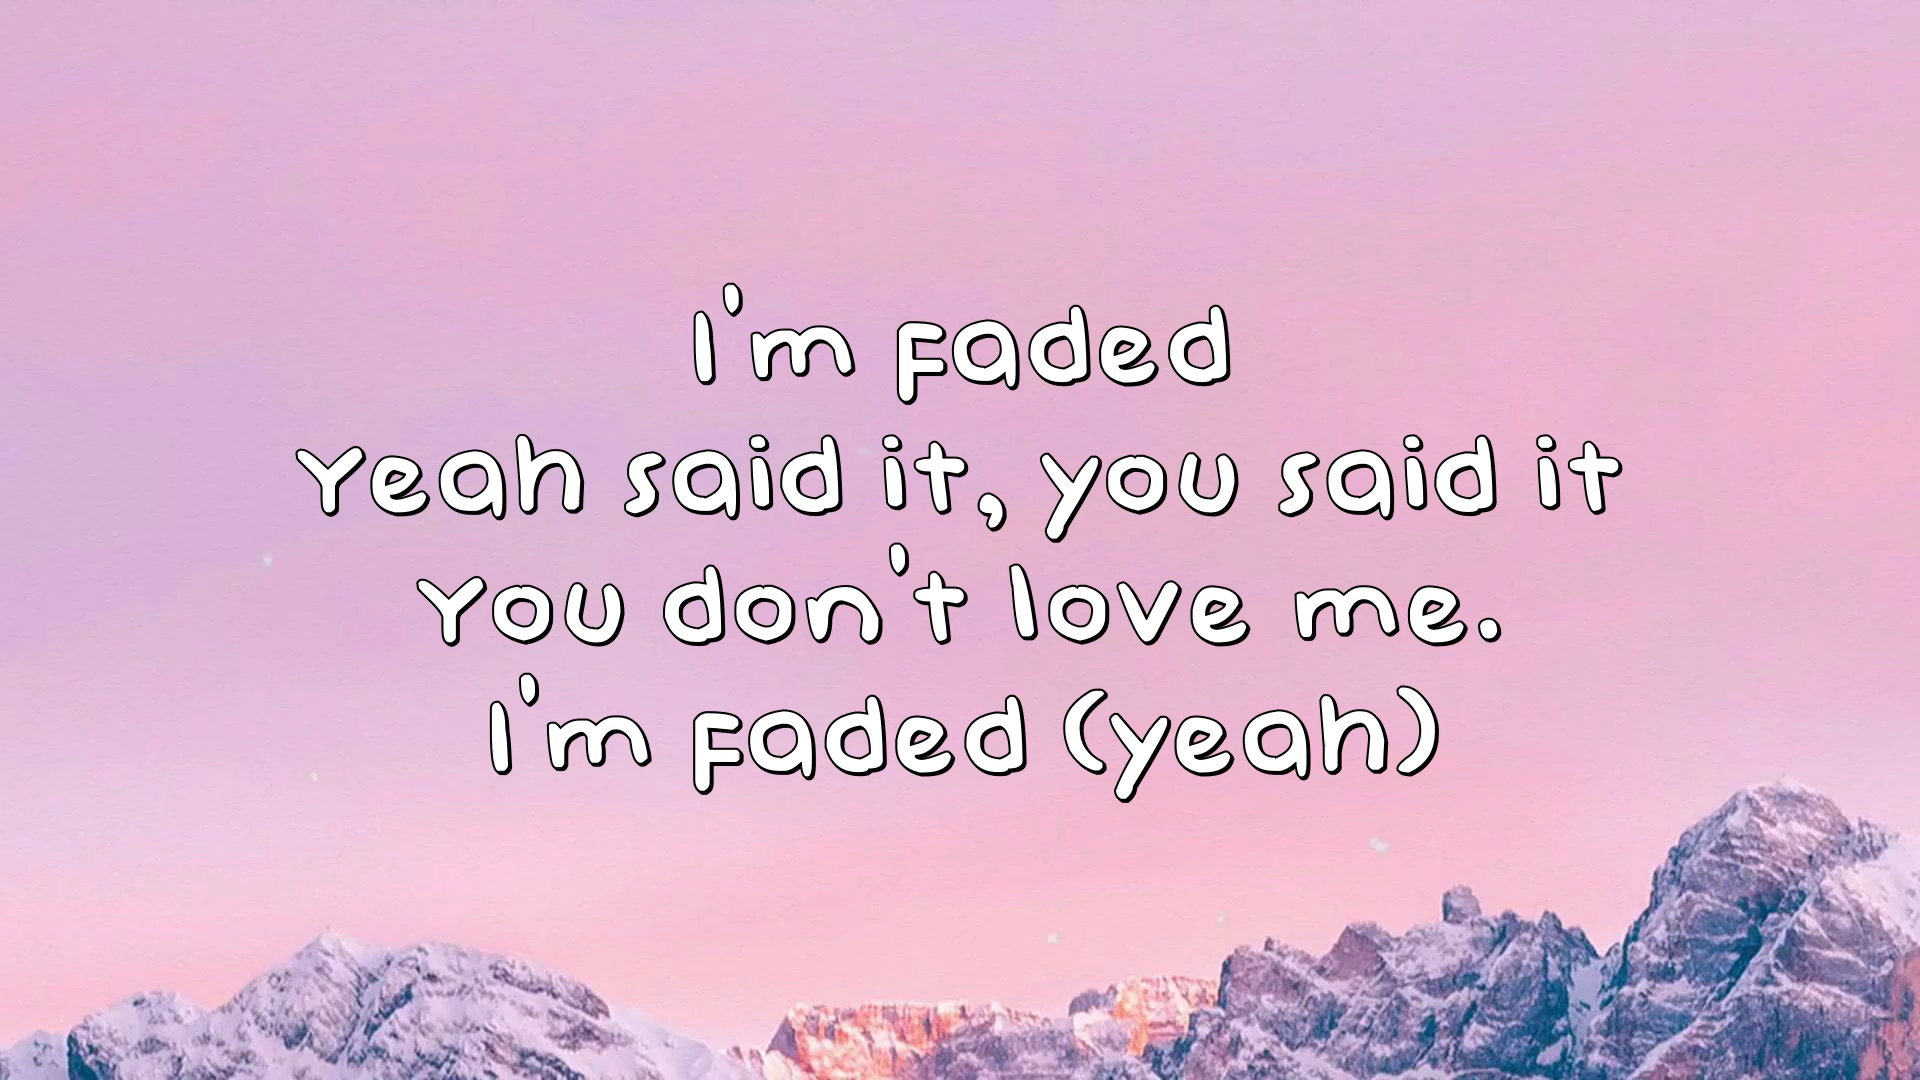 I'm faded
Yeah said it, you said it
You don't love me.
I'm faded (yeah)